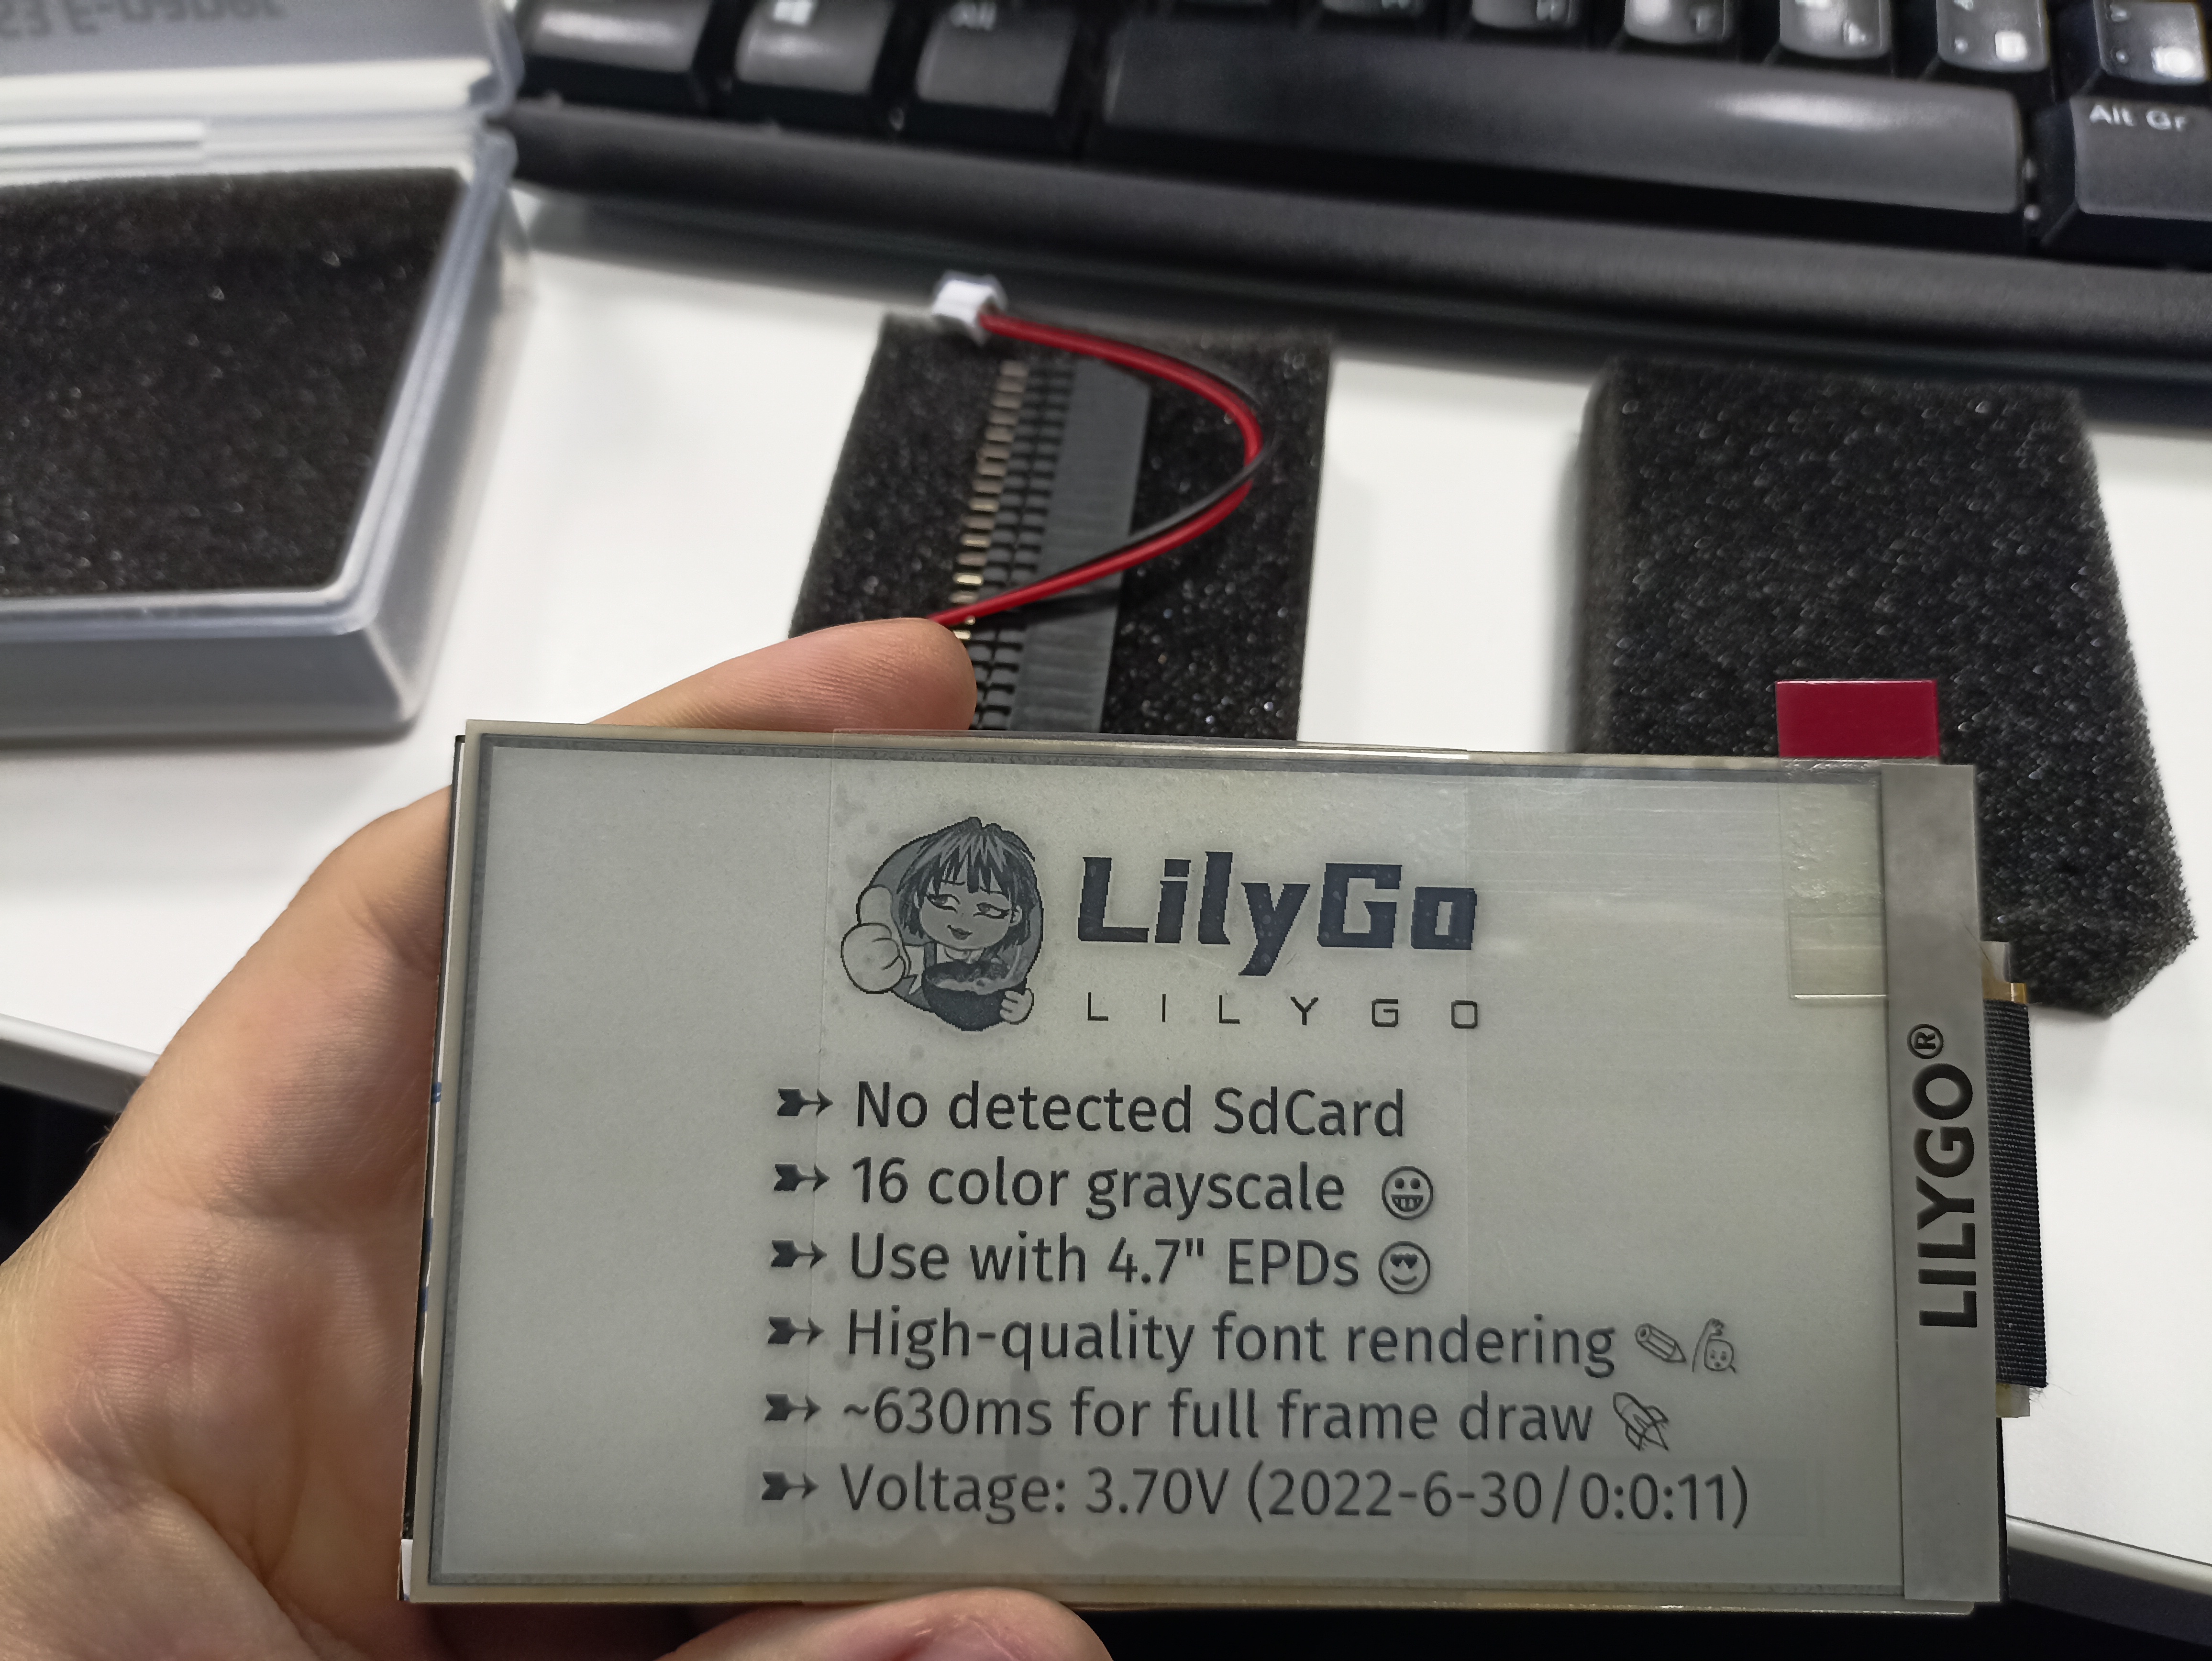 E-paper
Alt
Alt Gr
LilyGo
LILYGO
➳ No detected SdCard
➳ 16 color grayscale 😀
➳ Use with 4.7" EPDs 😍
➳ High-quality font rendering ✎
➳ ~630ms for full frame draw 🚀
➳ Voltage: 3.70V (2022-6-30/0:0:11)
LILYGO®